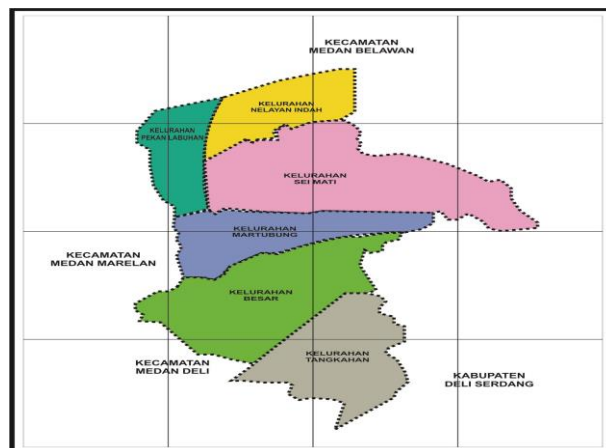 KECAMATAN
MEDAN BELAWAN
KELURAHAN
NELAYAN INDAH
KELURAHAN
PEKAN LABUHAN
KELURAHAN
SEI MATI
KELURAHAN
MARTUBUNG
KECAMATAN
MEDAN MARELAN
KELURAHAN
BESAR
KECAMATAN
MEDAN DELI
KELURAHAN
TANGKAHAN
KABUPATEN
DELI SERDANG